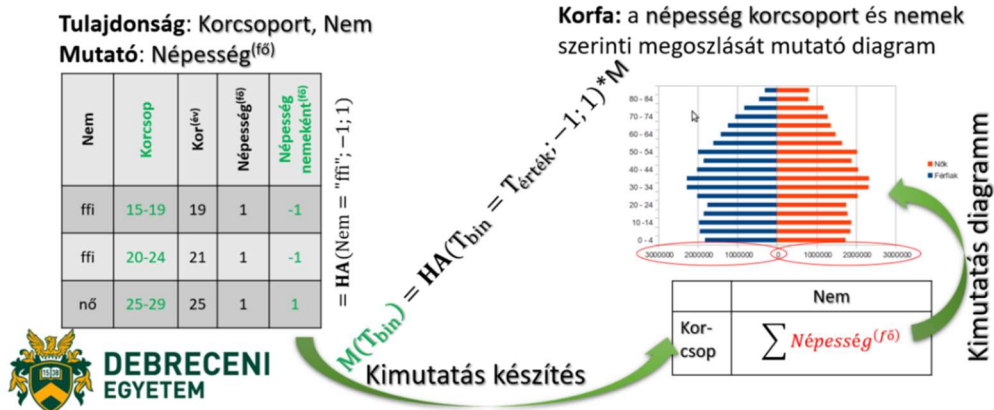 Tulajdonság: Korcsoport, Nem
Mutató: Népesség(fő)
Nem Korcsop Kor(év) Népesség(fő) Népesség nemeként(fő)
ffi 15-19 19 1 -1
ffi 20-24 21 1 -1
nő 25-29 25 1 1
= HA(Nem = "ffi"; −1; 1)
M(Tbin) = HA(Tbin = Térték; −1; 1)*M
Korfa: a népesség korcsoport és nemek
szerinti megoszlását mutató diagram
80 - 84
70 - 74
60 - 64
50 - 54
40 - 44
30 - 34
20 - 24
10 - 14
0 - 4
3000000 2000000 1000000 0 1000000 2000000 3000000
Nők
Férfiak
Nem
Kor-
csop
∑ Népesség(fő)
Kimutatás diagramm
Kimutatás készítés
DEBRECENI
EGYETEM